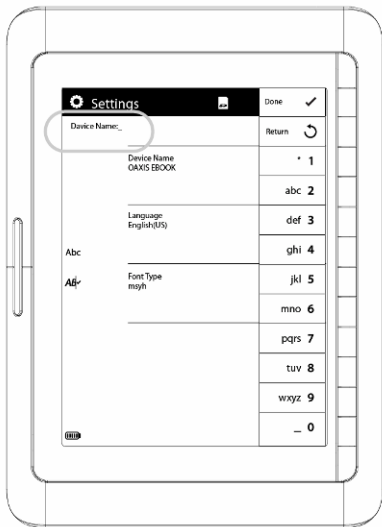 Settings
Davice Name:_
Device Name
OAXIS EBOOK
Language
English(US)
Abc
Font Type
msyh
Done
Return
' 1
abc 2
def 3
ghi 4
jkl 5
mno 6
pqrs 7
tuv 8
wxyz 9
_ 0